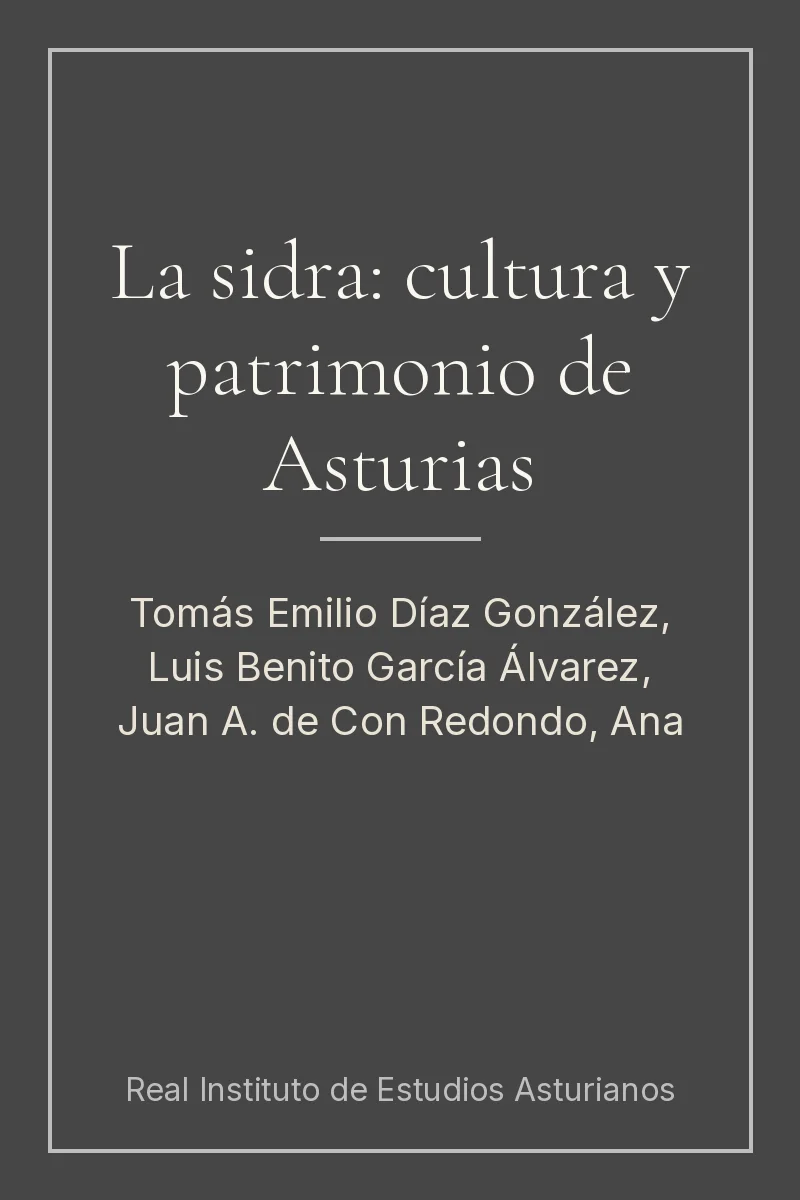 La sidra: cultura y
patrimonio de
Asturias
Tomás Emilio Díaz González,
Luis Benito García Álvarez,
Juan A. de Con Redondo, Ana
Real Instituto de Estudios Asturianos